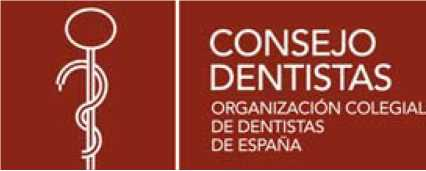 CONSEJO
DENTISTAS
ORGANIZACIÓN COLEGIAL
DE DENTISTAS
DE ESPAÑA